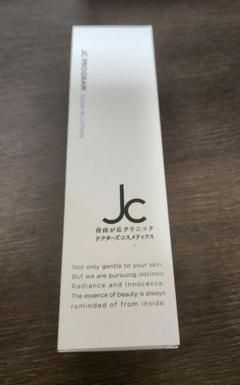 JC PROGRAM
Jc
自由が丘クリニック
ドクターズコスメティクス
Not only gentle to your skin.
But we are pursuing intrinsic
Radiance and Innocence.
The essence of beauty is always
reminded of from inside.